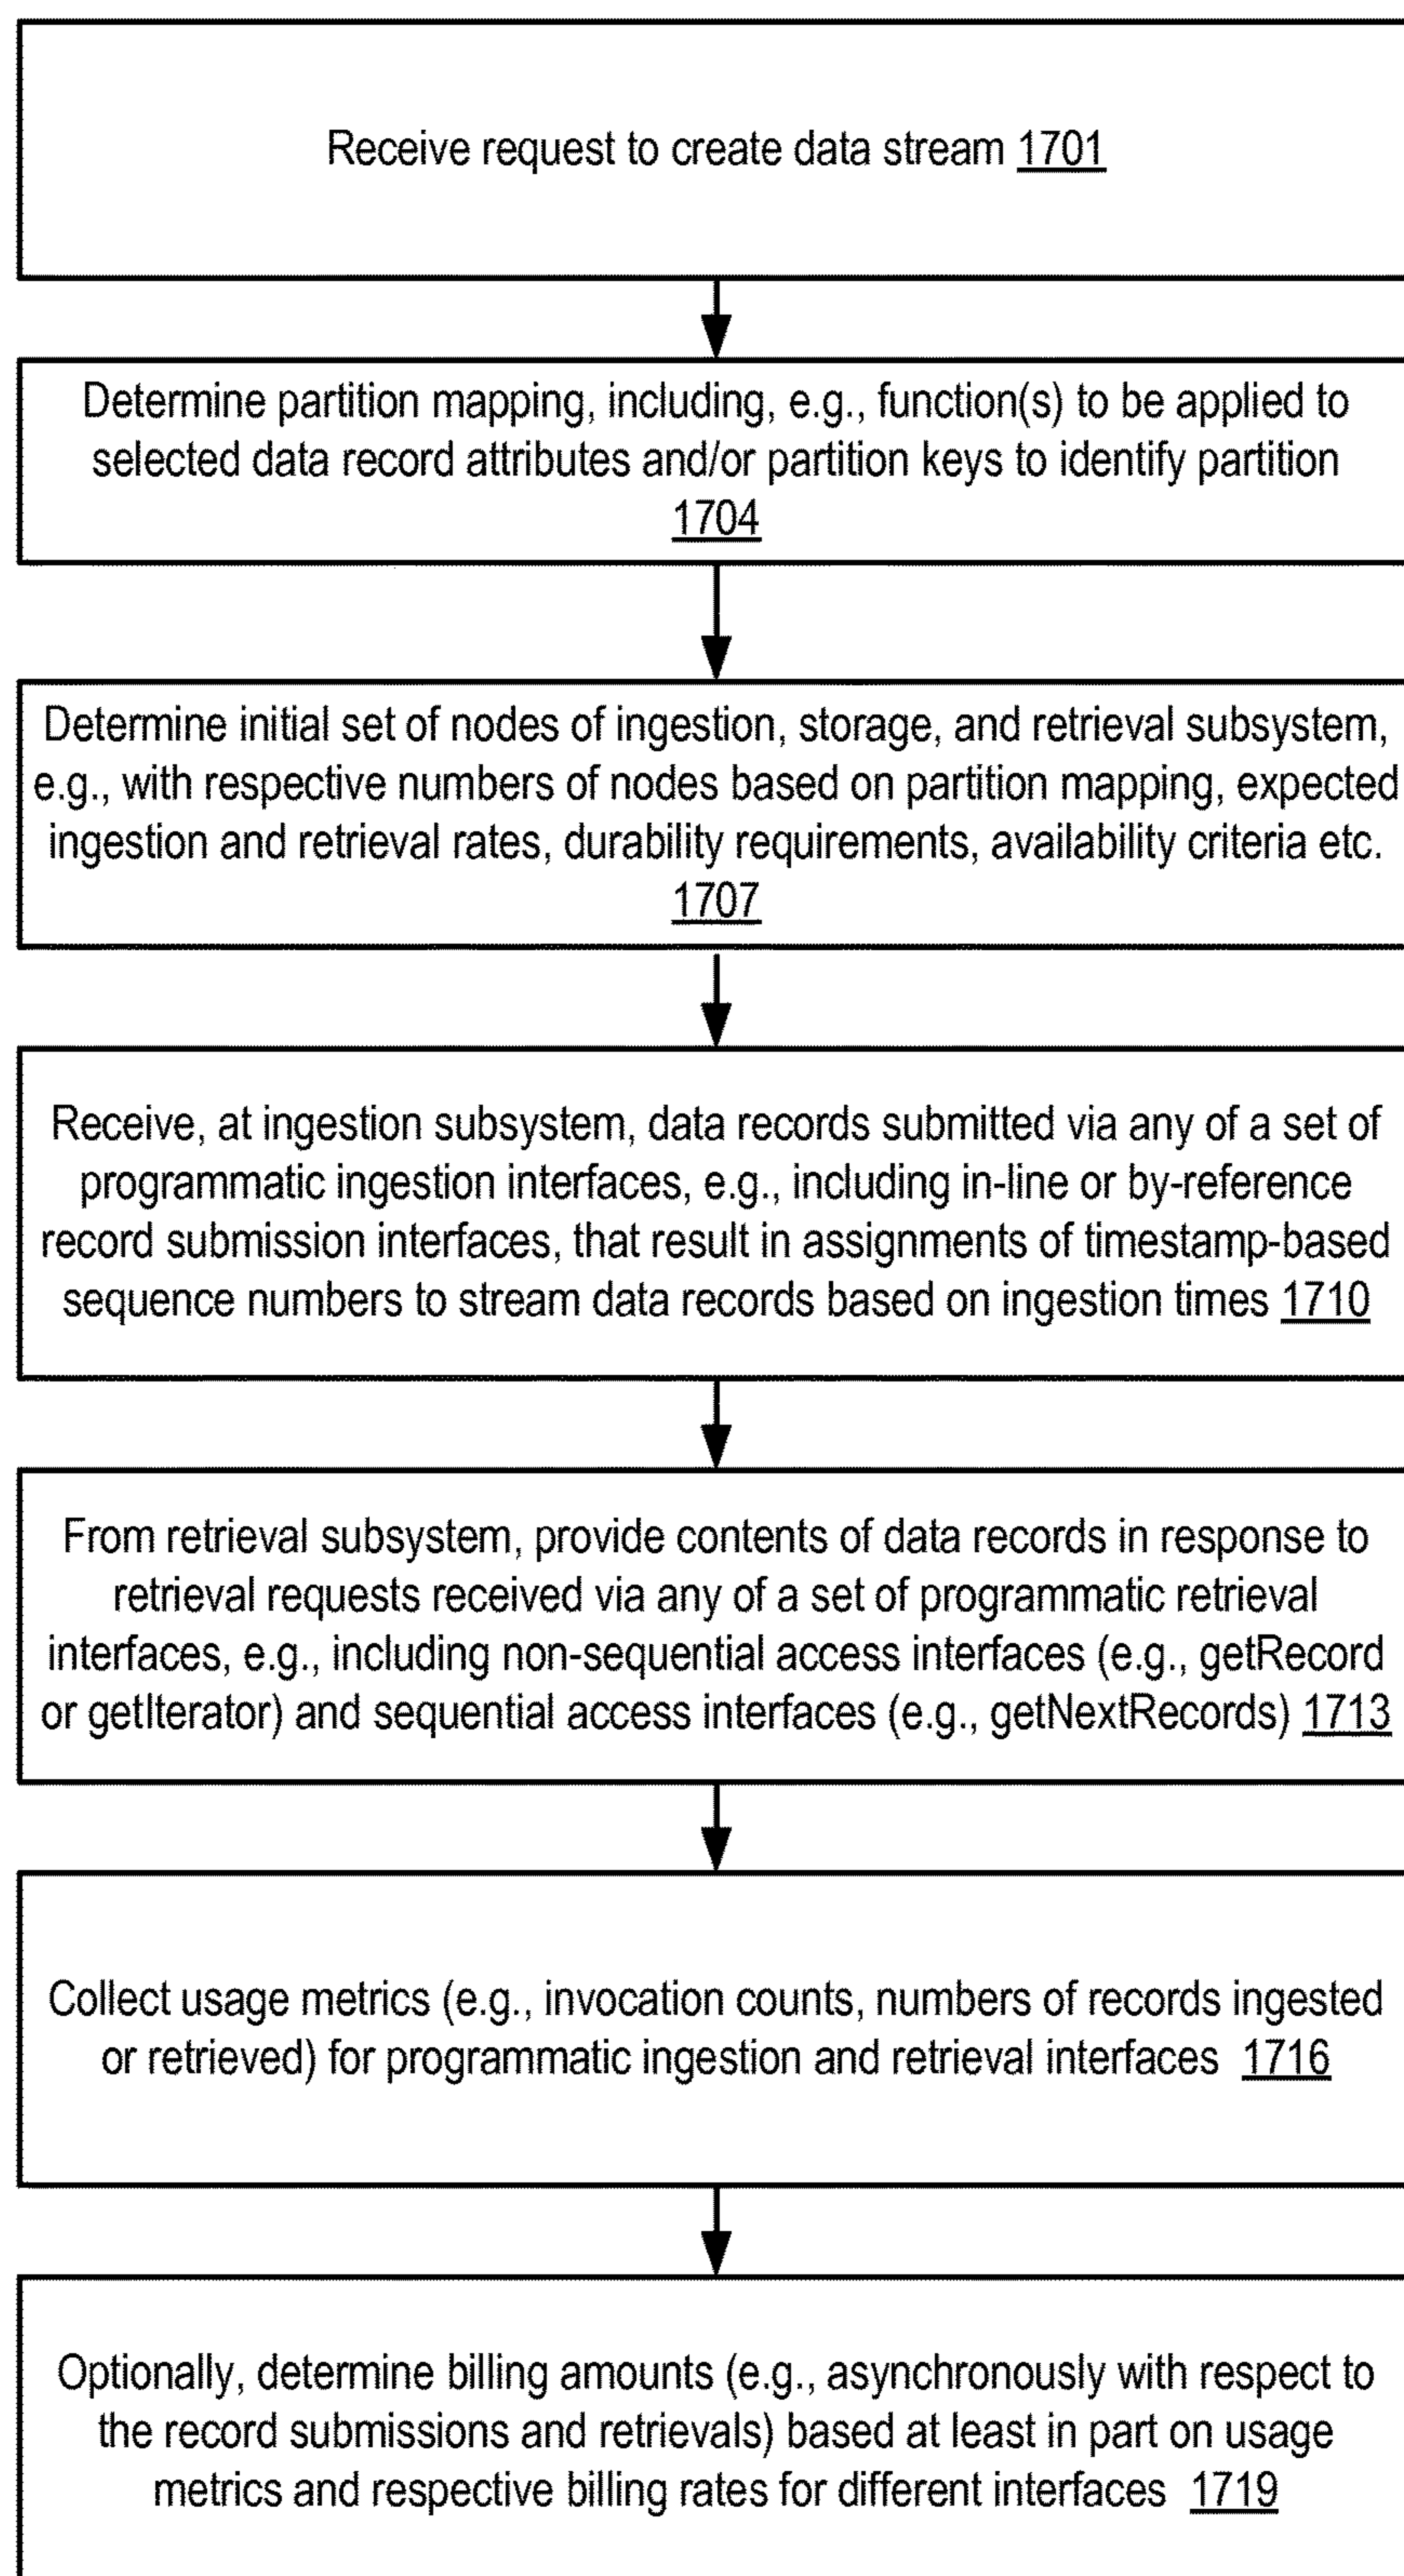 Receive request to create data stream 1701
Determine partition mapping, including, e.g., function(s) to be applied to
selected data record attributes and/or partition keys to identify partition
1704
Determine initial set of nodes of ingestion, storage, and retrieval subsystem,
e.g., with respective numbers of nodes based on partition mapping, expected
ingestion and retrieval rates, durability requirements, availability criteria etc.
1707
Receive, at ingestion subsystem, data records submitted via any of a set of
programmatic ingestion interfaces, e.g., including in-line or by-reference
record submission interfaces, that result in assignments of timestamp-based
sequence numbers to stream data records based on ingestion times 1710
From retrieval subsystem, provide contents of data records in response to
retrieval requests received via any of a set of programmatic retrieval
interfaces, e.g., including non-sequential access interfaces (e.g., getRecord
or getIterator) and sequential access interfaces (e.g., getNextRecords) 1713
Collect usage metrics (e.g., invocation counts, numbers of records ingested
or retrieved) for programmatic ingestion and retrieval interfaces 1716
Optionally, determine billing amounts (e.g., asynchronously with respect to
the record submissions and retrievals) based at least in part on usage
metrics and respective billing rates for different interfaces 1719